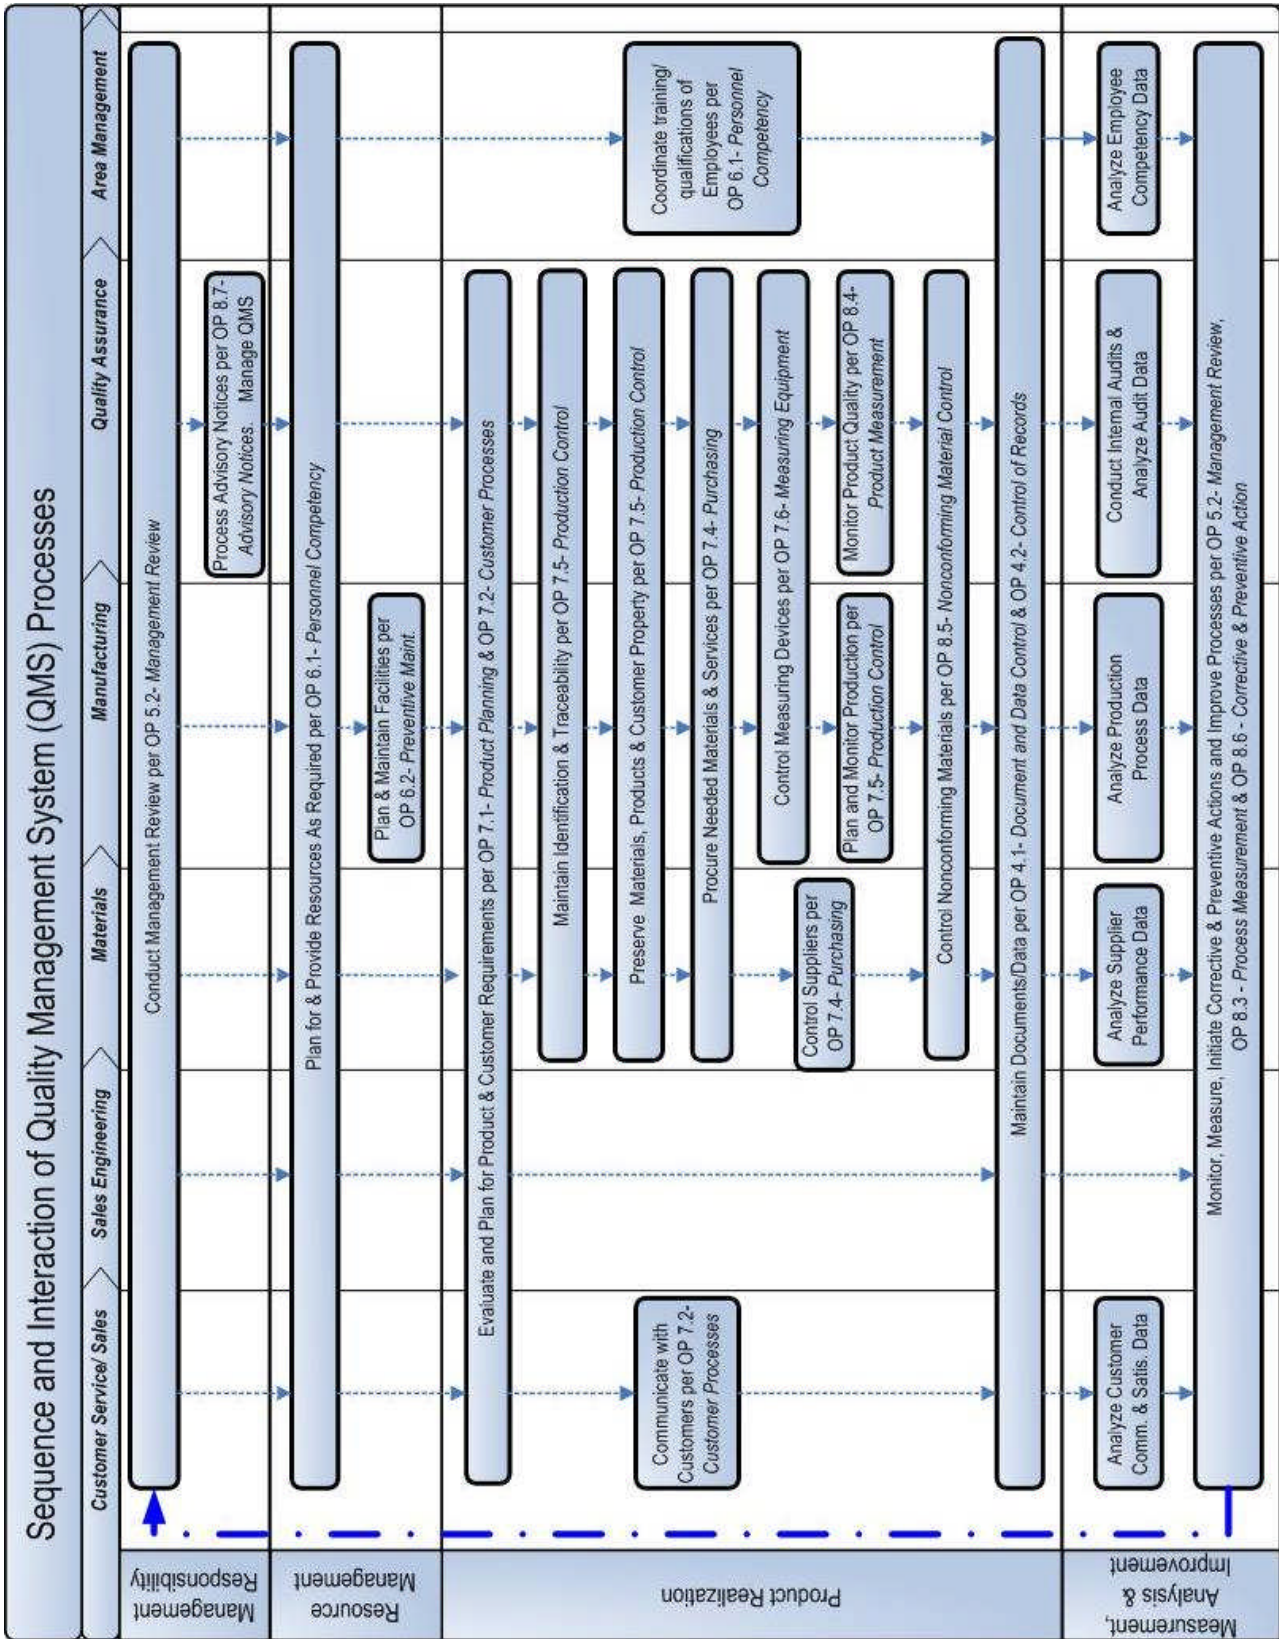 Sequence and Interaction of Quality Management System (QMS) Processes
Customer Service/ Sales
Sales Engineering
Materials
Manufacturing
Quality Assurance
Area Management
Management
Responsibility
Conduct Management Review per OP 5.2- Management Review
Process Advisory Notices per OP 8.7-
Advisory Notices. Manage QMS
Resource
Management
Plan for & Provide Resources As Required per OP 6.1- Personnel Competency
Plan & Maintain Facilities per
OP 6.2- Preventive Maint.
Product Realization
Evaluate and Plan for Product & Customer Requirements per OP 7.1- Product Planning & OP 7.2- Customer Processes
Maintain Identification & Traceability per OP 7.5- Production Control
Preserve Materials, Products & Customer Property per OP 7.5- Production Control
Communicate with
Customers per OP 7.2-
Customer Processes
Coordinate training/
qualifications of
Employees per
OP 6.1- Personnel
Competency
Procure Needed Materials & Services per OP 7.4- Purchasing
Control Measuring Devices per OP 7.6- Measuring Equipment
Control Suppliers per
OP 7.4- Purchasing
Plan and Monitor Production per
OP 7.5- Production Control
Monitor Product Quality per OP 8.4-
Product Measurement
Control Nonconforming Materials per OP 8.5- Nonconforming Material Control
Maintain Documents/Data per OP 4.1- Document and Data Control & OP 4.2- Control of Records
Measurement,
Analysis &
Improvement
Analyze Customer
Comm. & Satis. Data
Analyze Supplier
Performance Data
Analyze Production
Process Data
Conduct Internal Audits &
Analyze Audit Data
Analyze Employee
Competency Data
Monitor, Measure, Initiate Corrective & Preventive Actions and Improve Processes per OP 5.2- Management Review,
OP 8.3 - Process Measurement & OP 8.6 - Corrective & Preventive Action